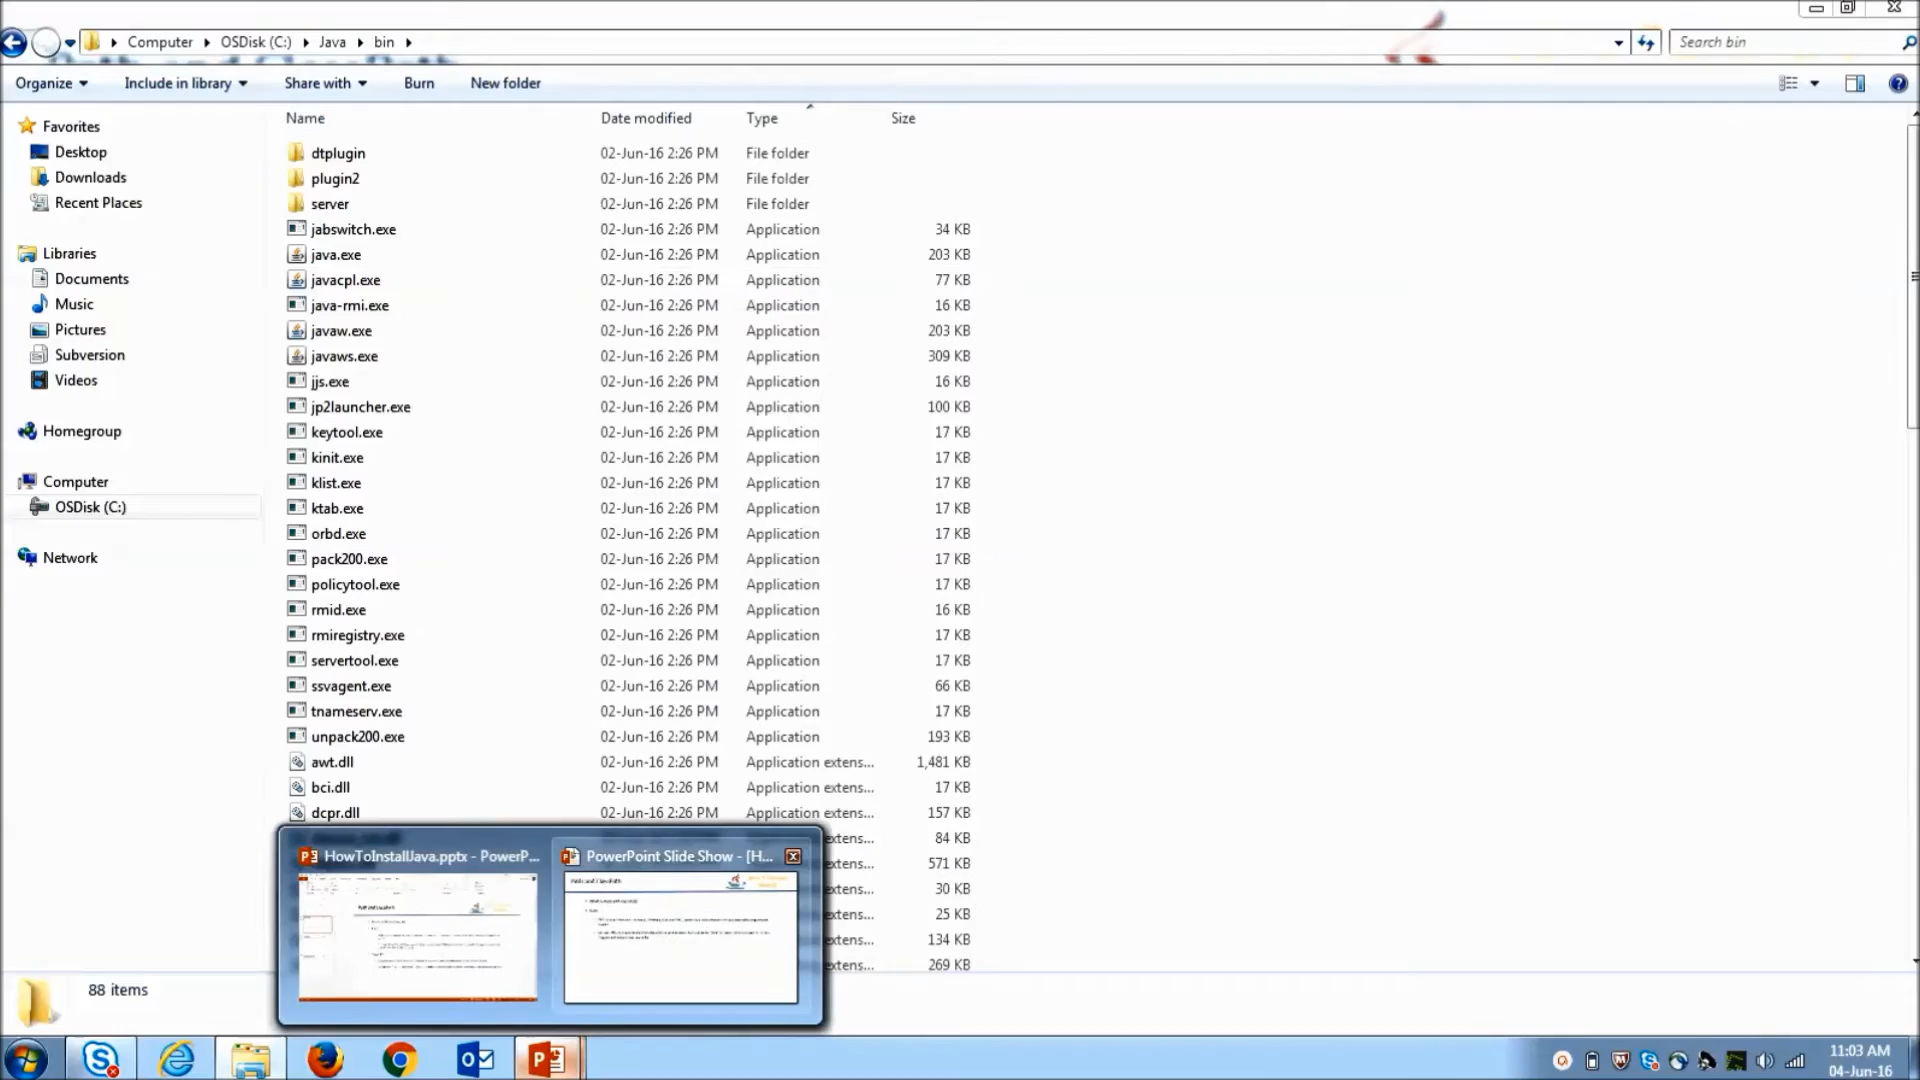 Computer OSDisk (C:) Java bin
Search bin
Organize Include in library Share with Burn New folder
Name Date modified Type Size
Favorites
Desktop
Downloads
Recent Places
Libraries
Documents
Music
Pictures
Subversion
Videos
Homegroup
Computer
OSDisk (C:)
Network
dtplugin 02-Jun-16 2:26 PM File folder
plugin2 02-Jun-16 2:26 PM File folder
server 02-Jun-16 2:26 PM File folder
jabswitch.exe 02-Jun-16 2:26 PM Application 34 KB
java.exe 02-Jun-16 2:26 PM Application 203 KB
javacpl.exe 02-Jun-16 2:26 PM Application 77 KB
java-rmi.exe 02-Jun-16 2:26 PM Application 16 KB
javaw.exe 02-Jun-16 2:26 PM Application 203 KB
javaws.exe 02-Jun-16 2:26 PM Application 309 KB
jjs.exe 02-Jun-16 2:26 PM Application 16 KB
jp2launcher.exe 02-Jun-16 2:26 PM Application 100 KB
keytool.exe 02-Jun-16 2:26 PM Application 17 KB
kinit.exe 02-Jun-16 2:26 PM Application 17 KB
klist.exe 02-Jun-16 2:26 PM Application 17 KB
ktab.exe 02-Jun-16 2:26 PM Application 17 KB
orbd.exe 02-Jun-16 2:26 PM Application 17 KB
pack200.exe 02-Jun-16 2:26 PM Application 17 KB
policytool.exe 02-Jun-16 2:26 PM Application 17 KB
rmid.exe 02-Jun-16 2:26 PM Application 16 KB
rmiregistry.exe 02-Jun-16 2:26 PM Application 17 KB
servertool.exe 02-Jun-16 2:26 PM Application 17 KB
ssvagent.exe 02-Jun-16 2:26 PM Application 66 KB
tnameserv.exe 02-Jun-16 2:26 PM Application 17 KB
unpack200.exe 02-Jun-16 2:26 PM Application 193 KB
awt.dll 02-Jun-16 2:26 PM Application extens... 1,481 KB
bci.dll 02-Jun-16 2:26 PM Application extens... 17 KB
dcpr.dll 02-Jun-16 2:26 PM Application extens... 157 KB
extens... 84 KB
extens... 571 KB
extens... 30 KB
extens... 25 KB
extens... 134 KB
extens... 269 KB
HowToInstallJava.pptx - PowerP...
PowerPoint Slide Show - [H...
88 items
11:03 AM
04-Jun-16